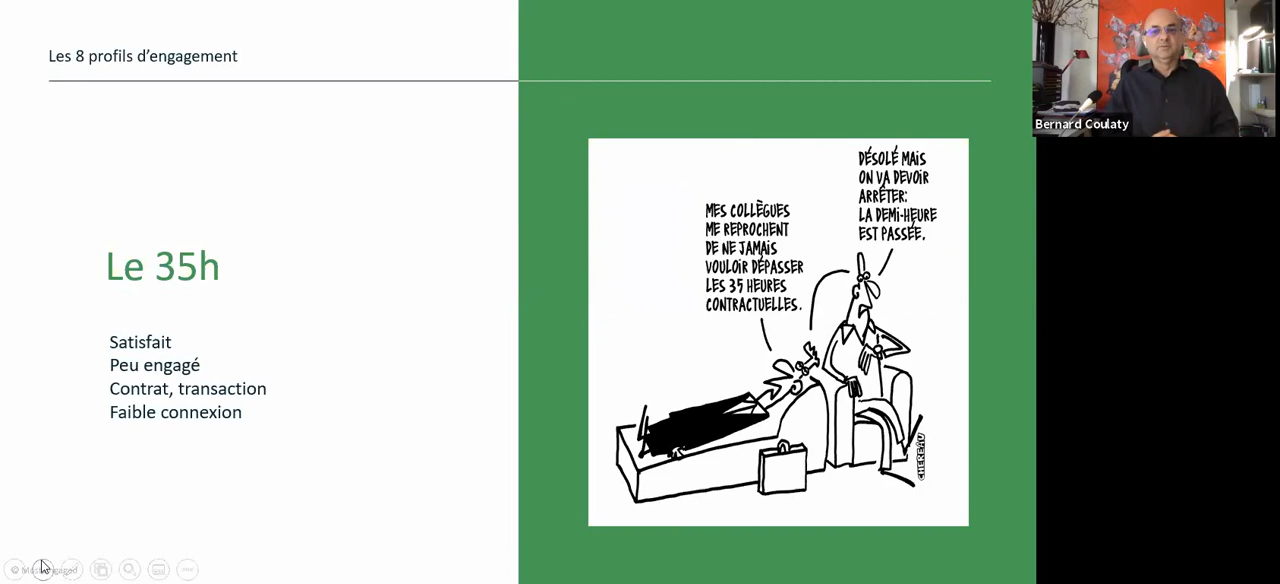 Les 8 profils d'engagement
Le 35h
Satisfait
Peu engagé
Contrat, transaction
Faible connexion
MES COLLÈGUES
ME REPROCHENT
DE NE JAMAIS
VOULOIR DÉPASSER
LES 35 HEURES
CONTRACTUELLES.
DÉSOLÉ MAIS
ON VA DEVOIR
ARRÊTER:
LA DEMI-HEURE
EST PASSÉE.
CHEREAU
Bernard Coulaty